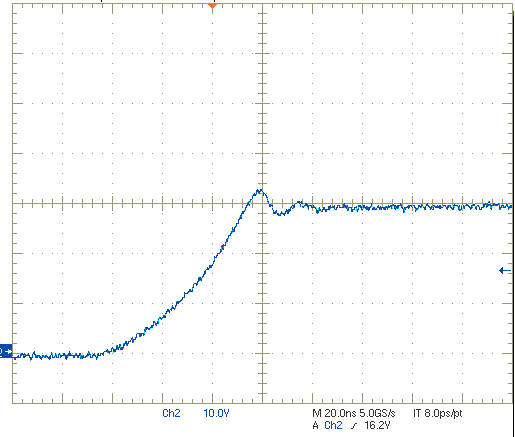 Ch2 10.0V M 20.0ns 5.0GS/s IT 8.0ps/pt
A Ch2 ∕ 16.2V